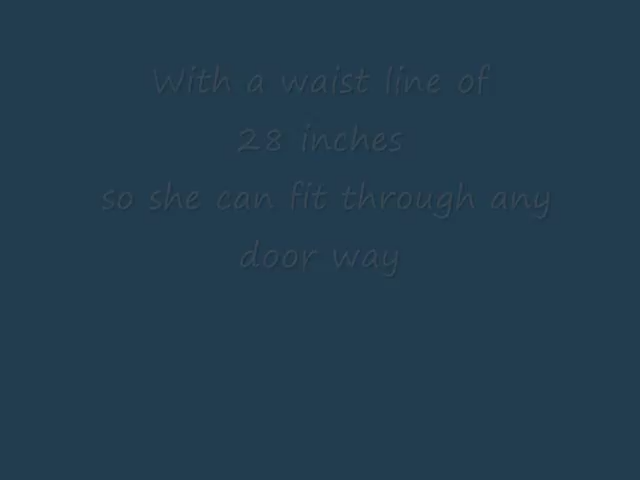 With a waist line of
28 inches
so she can fit through any
door way